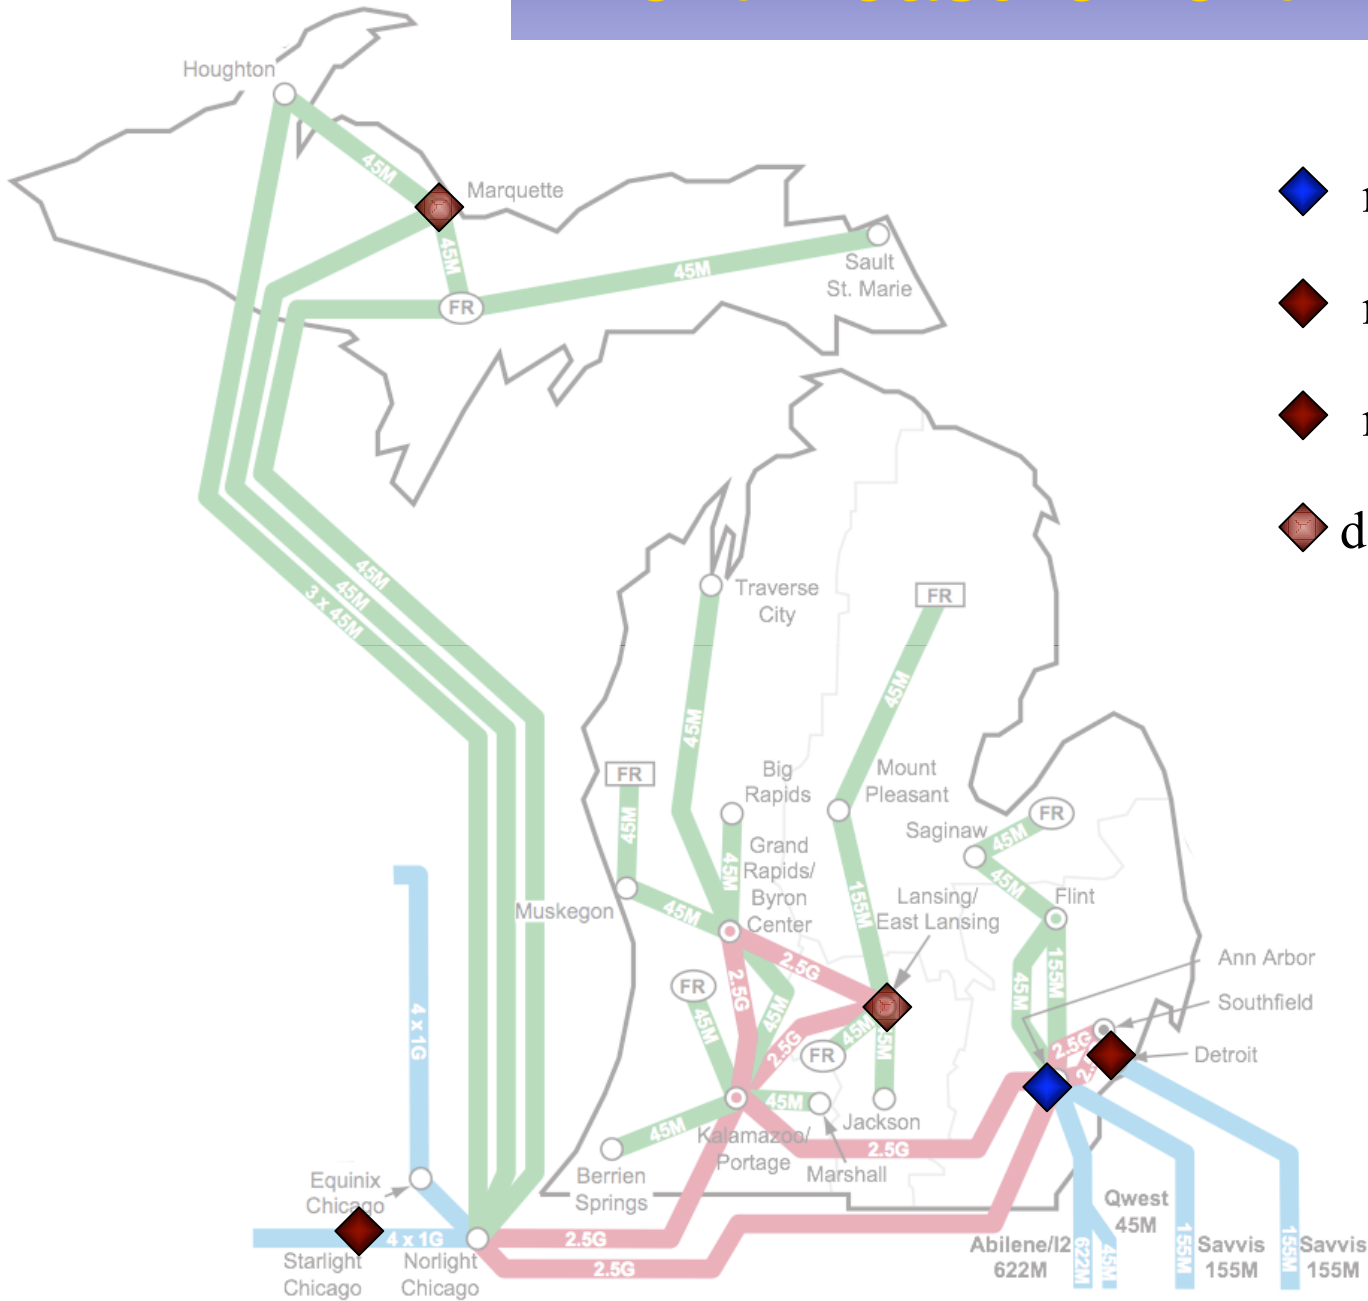 Houghton
45M
Marquette
45M
45M
Sault
St. Marie
FR
d
45M
45M
3 x 45M
Traverse
City
FR
45M
45M
FR
Big
Rapids
Mount
Pleasant
FR
45M
45M
Saginaw
45M
Grand
Rapids/
Byron
Center
45M
Muskegon
45M
155M
Lansing/
East Lansing
Flint
2.5G
2.5G
FR
45M
45M
2.5G
45M
FR
45M
155M
Ann Arbor
Southfield
Detroit
2.5G
4 x 1G
45M
45M
Kalamazoo/
Portage
Jackson
Marshall
2.5G
Berrien
Springs
Equinix
Chicago
4 x 1G
Starlight
Chicago
Norlight
Chicago
2.5G
2.5G
Abilene/I2
622M
622M
45M
Qwest
45M
155M
Savvis
155M
155M
Savvis
155M